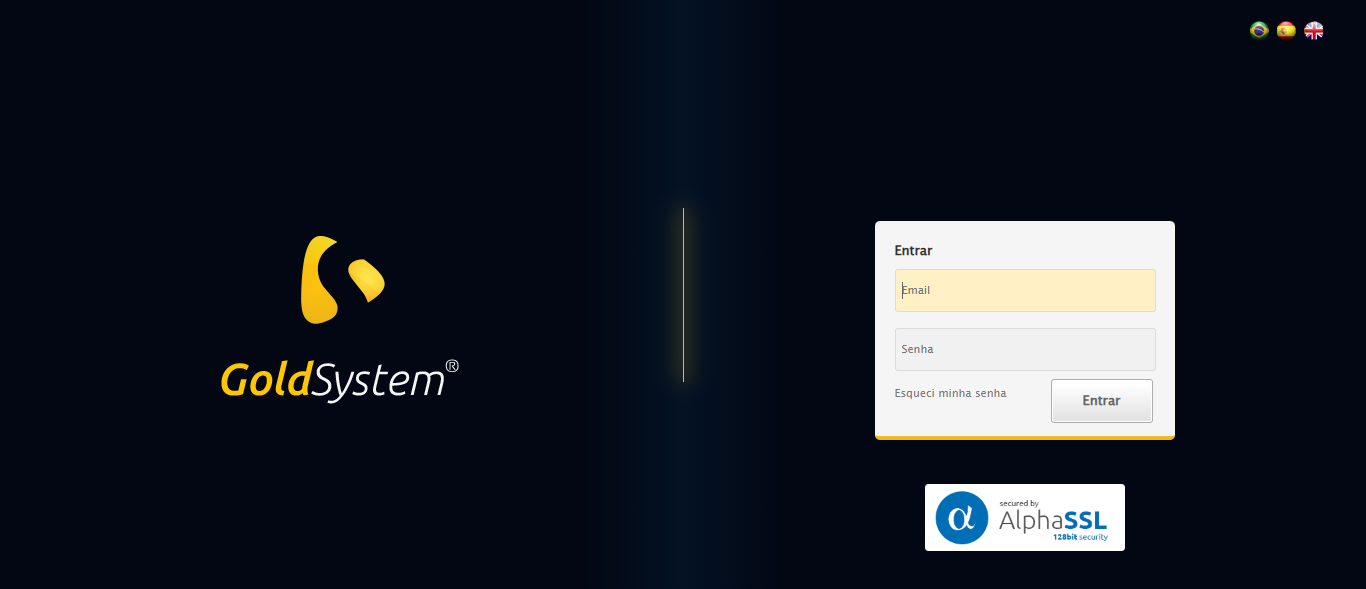 GoldSystem®
Entrar
Email
Senha
Esqueci minha senha
Entrar
secured by
AlphaSSL
128bit security